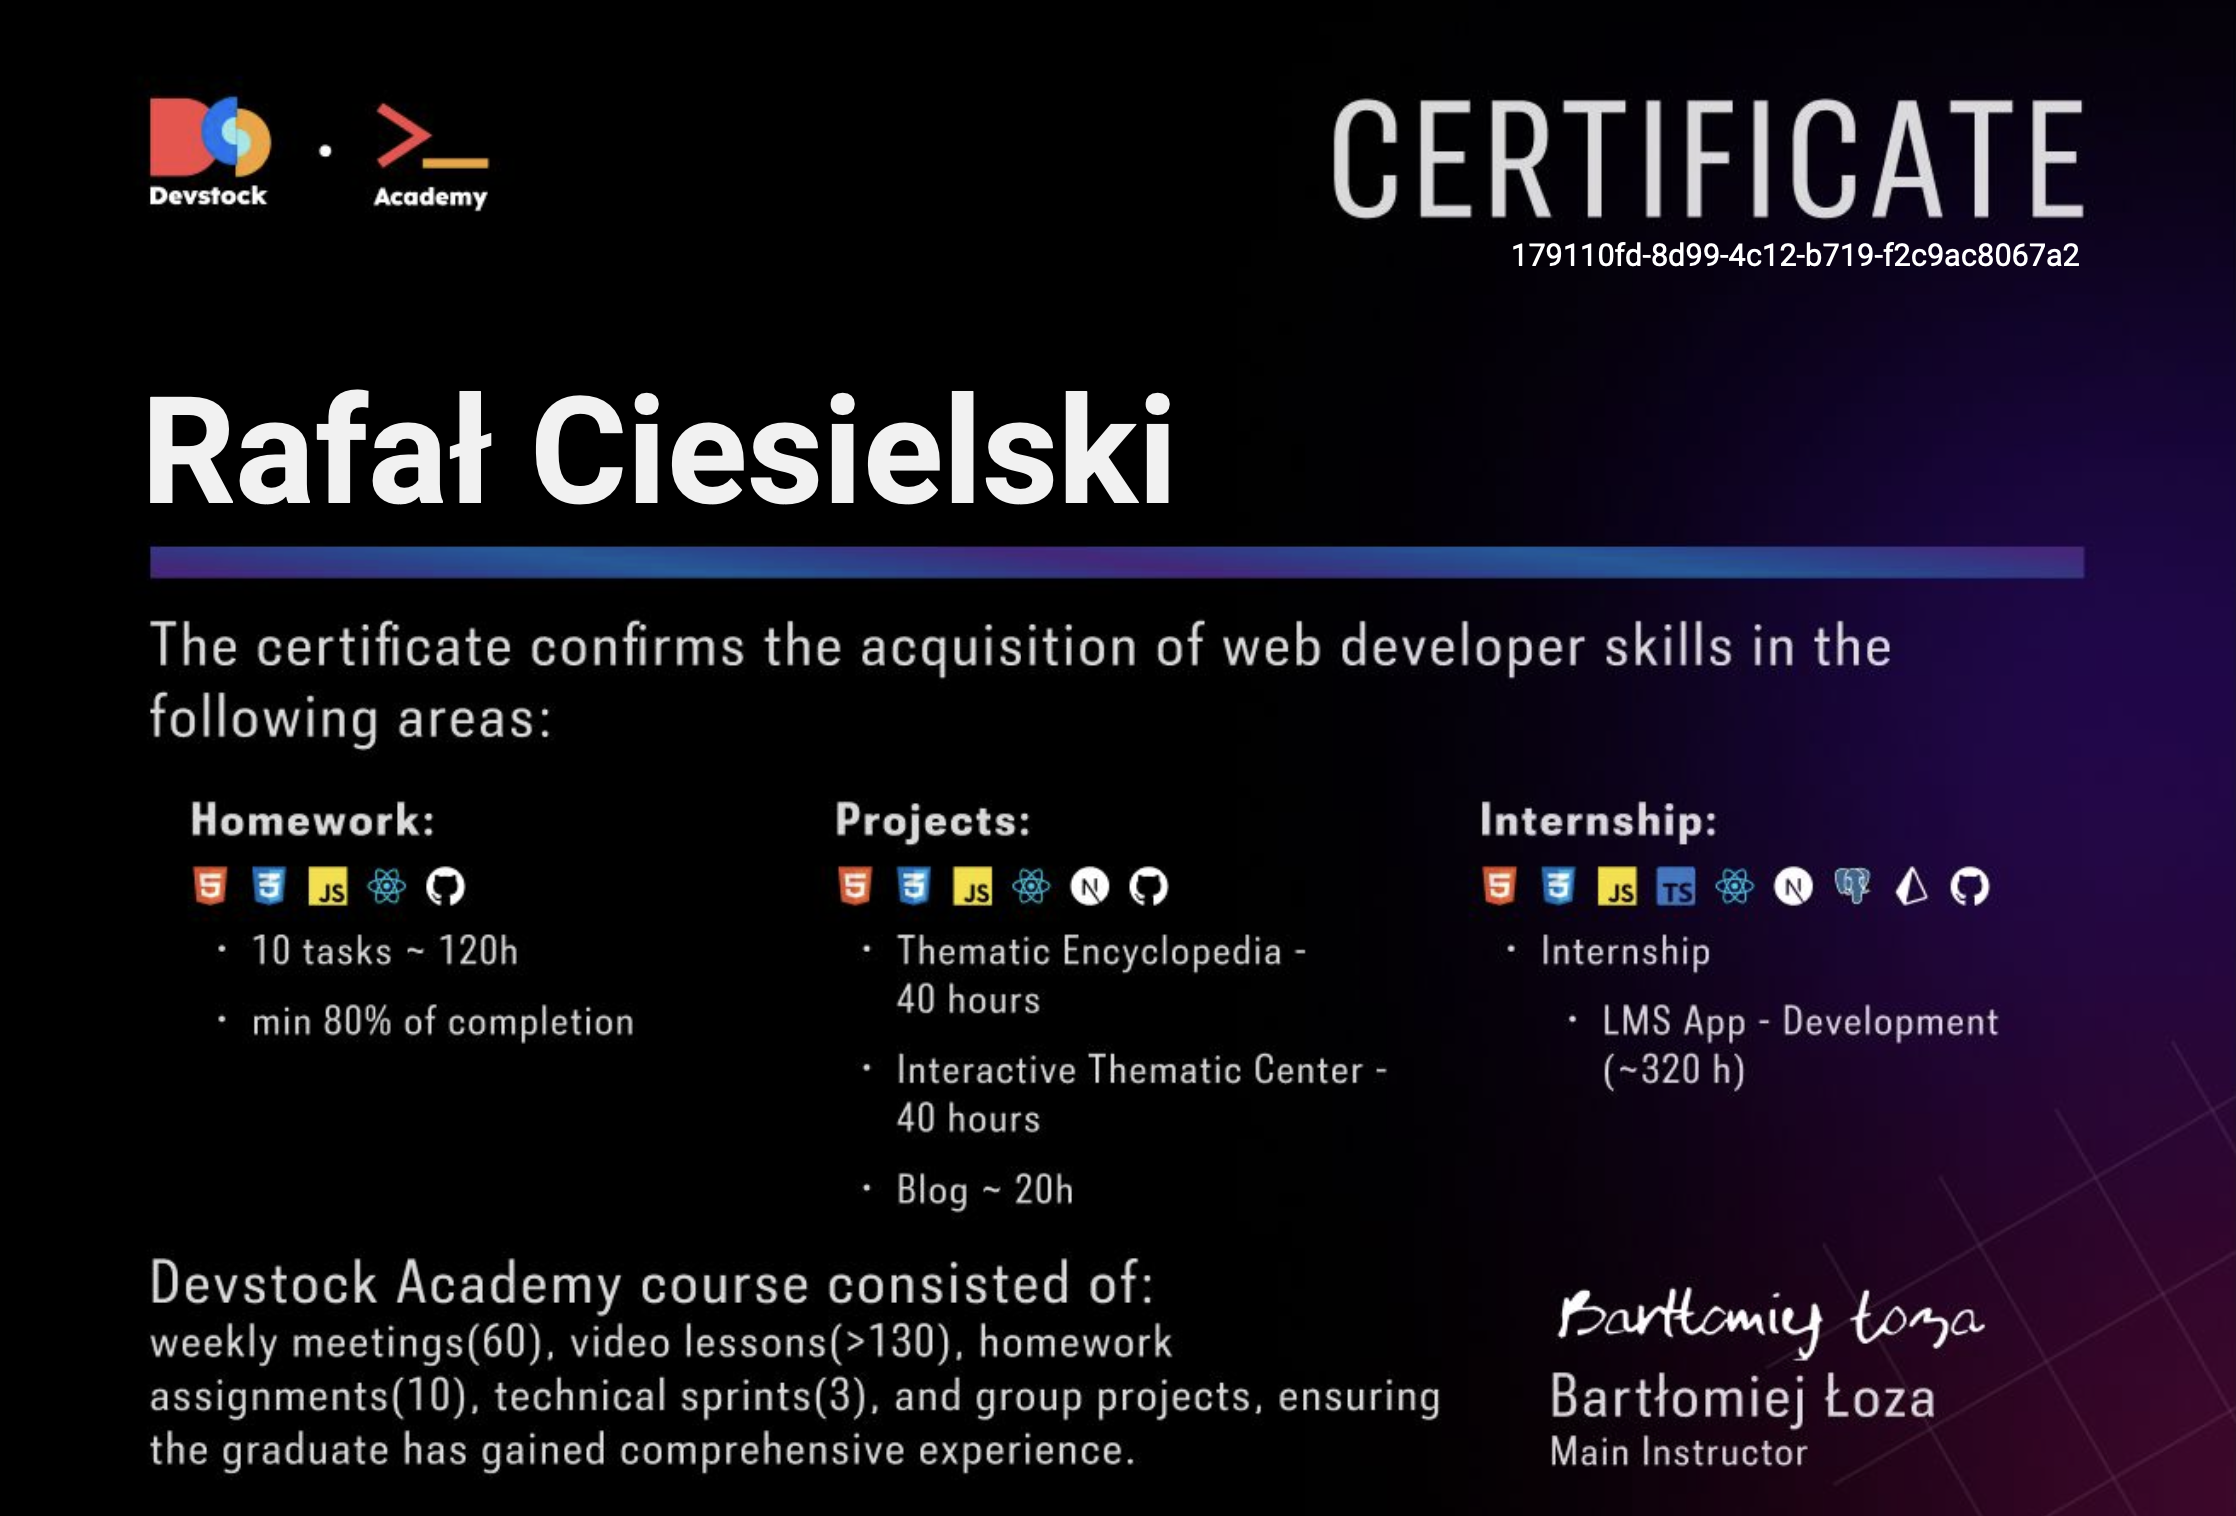 Devstock
Academy
CERTIFICATE
179110fd-8d99-4c12-b719-f2c9ac8067a2
Rafał Ciesielski
The certificate confirms the acquisition of web developer skills in the
following areas:
Homework:
5 3 JS
· 10 tasks ~ 120h
· min 80% of completion
Projects:
5 3 JS N
· Thematic Encyclopedia -
40 hours
· Interactive Thematic Center -
40 hours
· Blog ~ 20h
Internship:
5 3 JS TS N
· Internship
· LMS App - Development
(~320 h)
Devstock Academy course consisted of:
weekly meetings(60), video lessons(>130), homework
assignments(10), technical sprints(3), and group projects, ensuring
the graduate has gained comprehensive experience.
Bartłomiej Łoza
Bartłomiej Łoza
Main Instructor